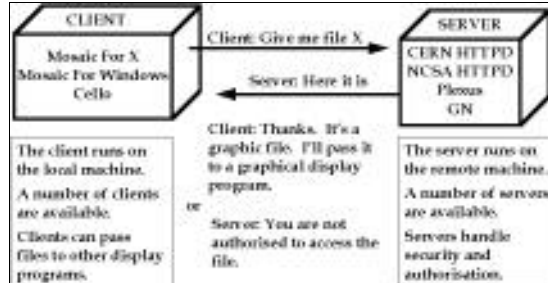 CLIENT
Mosaic For X
Mosaic For Windows
Cello
Client: Give me file X
Server: Here it is
SERVER
CERN HTTPD
NCSA HTTPD
Plexus
GN
The client runs on
the local machine.
A number of clients
are available.
Clients can pass
files to other display
programs.
Client: Thanks. It's a
graphic file. I'll pass it
to a graphical display
program.
or
Server: You are not
authorised to access the
file.
The server runs on
the remote machine.
A number of servers
are available.
Servers handle
security and
authorisation.